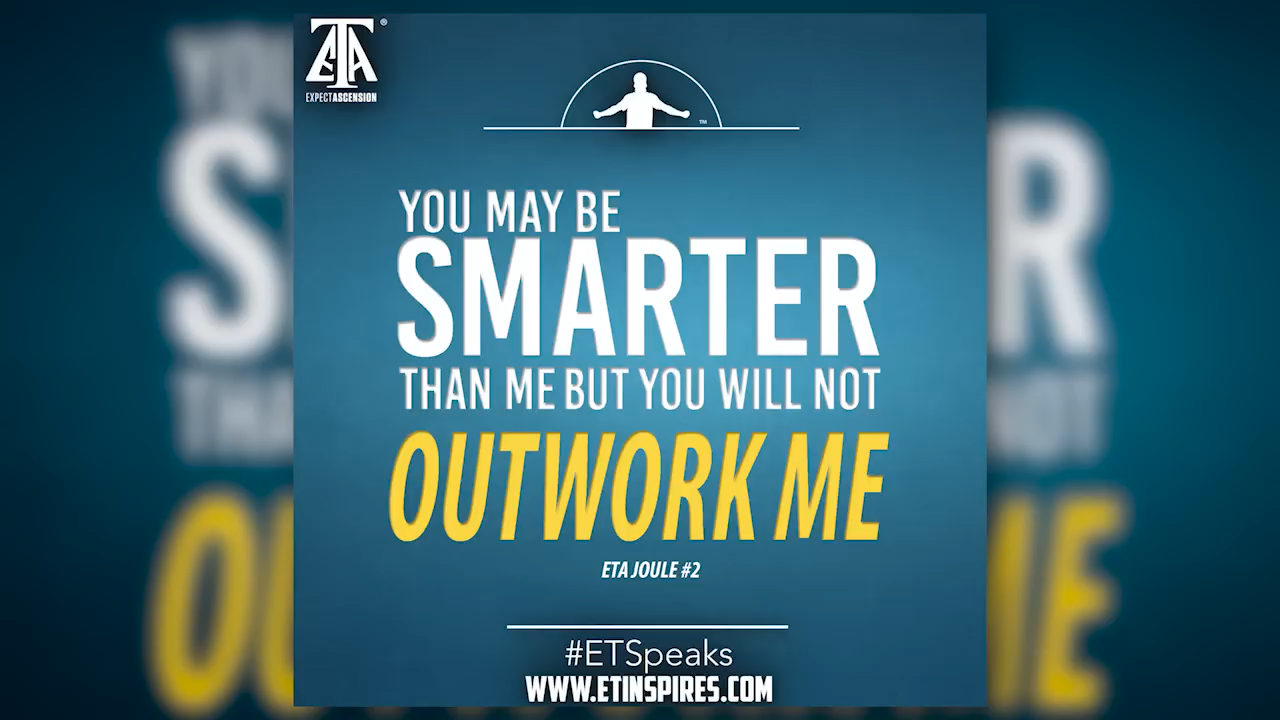 ETA ®
EXPECTASCENSION
TM
YOU MAY BE
SMARTER
THAN ME BUT YOU WILL NOT
OUTWORK ME
ETA JOULE #2
#ETSpeaks
WWW.ETINSPIRES.COM